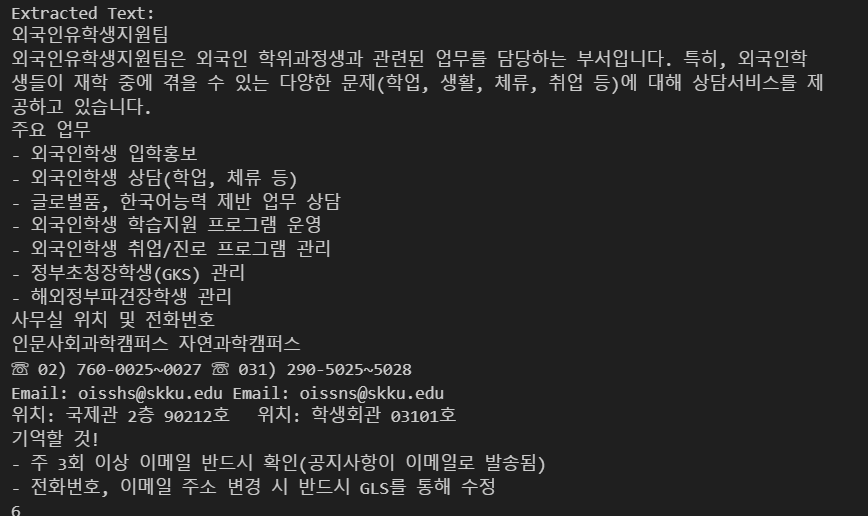 Extracted Text:
외국인유학생지원팀
외국인유학생지원팀은 외국인 학위과정생과 관련된 업무를 담당하는 부서입니다. 특히, 외국인학
생들이 재학 중에 겪을 수 있는 다양한 문제(학업, 생활, 체류, 취업 등)에 대해 상담서비스를 제
공하고 있습니다.
주요 업무
- 외국인학생 입학홍보
- 외국인학생 상담(학업, 체류 등)
- 글로벌품, 한국어능력 제반 업무 상담
- 외국인학생 학습지원 프로그램 운영
- 외국인학생 취업/진로 프로그램 관리
- 정부초청장학생(GKS) 관리
- 해외정부파견장학생 관리
사무실 위치 및 전화번호
인문사회과학캠퍼스 자연과학캠퍼스
☏ 02) 760-0025~0027 ☏ 031) 290-5025~5028
Email: oisshs@skku.edu Email: oissns@skku.edu
위치: 국제관 2층 90212호   위치: 학생회관 03101호
기억할 것!
- 주 3회 이상 이메일 반드시 확인(공지사항이 이메일로 발송됨)
- 전화번호, 이메일 주소 변경 시 반드시 GLS를 통해 수정
6